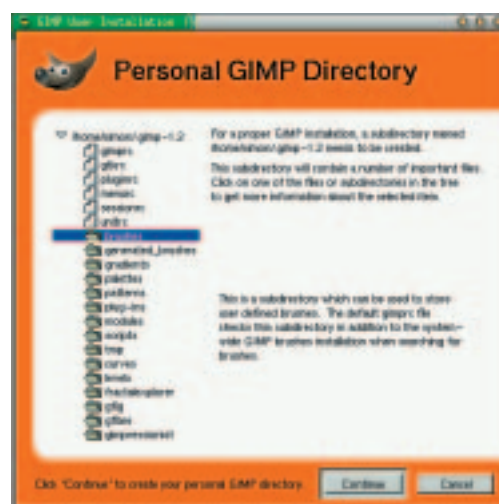 GIMP User Installation
Personal GIMP Directory
/home/simon/.gimp-1.2
gimprc
gtkrc
pluginrc
menurc
sessionrc
unitrc
brushes
generated_brushes
gradients
palettes
patterns
plug-ins
modules
scripts
tmp
curves
levels
fractalexplorer
gfig
gflare
gimpressionist
For a proper GIMP installation, a subdirectory named
/home/simon/.gimp-1.2 needs to be created.
This subdirectory will contain a number of important files.
Click on one of the files or subdirectories in the tree
to get more information about the selected item.
This is a subdirectory which can be used to store
user defined brushes. The default gimprc file
checks this subdirectory in addition to the system-
wide GIMP brushes installation when searching for
brushes.
Click "Continue" to create your personal GIMP directory.
Continue
Cancel